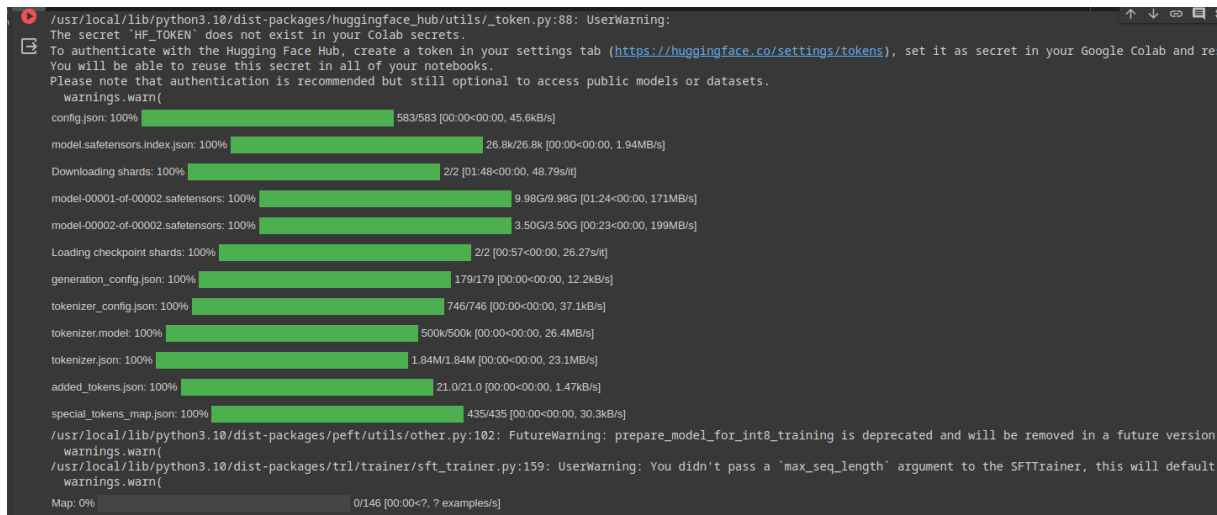 /usr/local/lib/python3.10/dist-packages/huggingface_hub/utils/_token.py:88: UserWarning:
The secret `HF_TOKEN` does not exist in your Colab secrets.
To authenticate with the Hugging Face Hub, create a token in your settings tab (https://huggingface.co/settings/tokens), set it as secret in your Google Colab and re
You will be able to reuse this secret in all of your notebooks.
Please note that authentication is recommended but still optional to access public models or datasets.
warnings.warn(
config.json: 100% 583/583 [00:00<00:00, 45.6kB/s]
model.safetensors.index.json: 100% 26.8k/26.8k [00:00<00:00, 1.94MB/s]
Downloading shards: 100% 2/2 [01:48<00:00, 48.79s/it]
model-00001-of-00002.safetensors: 100% 9.98G/9.98G [01:24<00:00, 171MB/s]
model-00002-of-00002.safetensors: 100% 3.50G/3.50G [00:23<00:00, 199MB/s]
Loading checkpoint shards: 100% 2/2 [00:57<00:00, 26.27s/it]
generation_config.json: 100% 179/179 [00:00<00:00, 12.2kB/s]
tokenizer_config.json: 100% 746/746 [00:00<00:00, 37.1kB/s]
tokenizer.model: 100% 500k/500k [00:00<00:00, 26.4MB/s]
tokenizer.json: 100% 1.84M/1.84M [00:00<00:00, 23.1MB/s]
added_tokens.json: 100% 21.0/21.0 [00:00<00:00, 1.47kB/s]
special_tokens_map.json: 100% 435/435 [00:00<00:00, 30.3kB/s]
/usr/local/lib/python3.10/dist-packages/peft/utils/other.py:102: FutureWarning: prepare_model_for_int8_training is deprecated and will be removed in a future version
warnings.warn(
/usr/local/lib/python3.10/dist-packages/trl/trainer/sft_trainer.py:159: UserWarning: You didn't pass a `max_seq_length` argument to the SFTTrainer, this will default
warnings.warn(
Map: 0% 0/146 [00:00<?, ? examples/s]